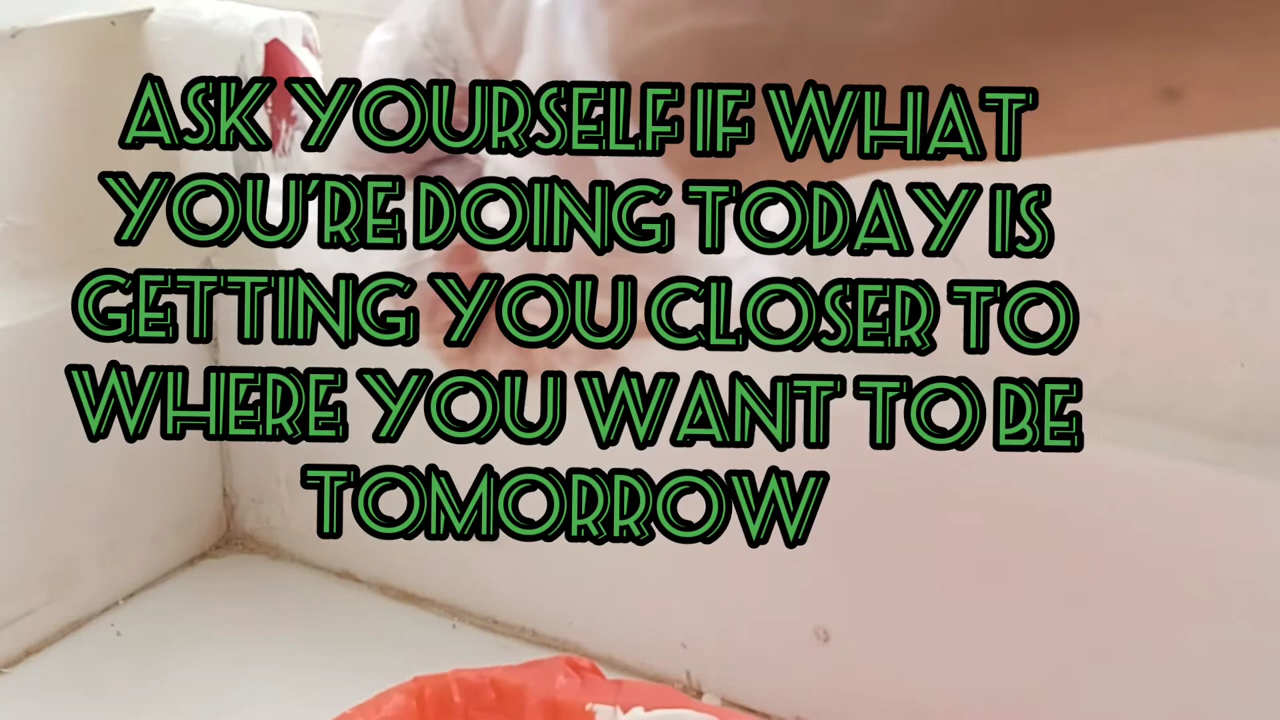 ASK YOURSELF IF WHAT
YOU'RE DOING TODAY IS
GETTING YOU CLOSER TO
WHERE YOU WANT TO BE
TOMORROW